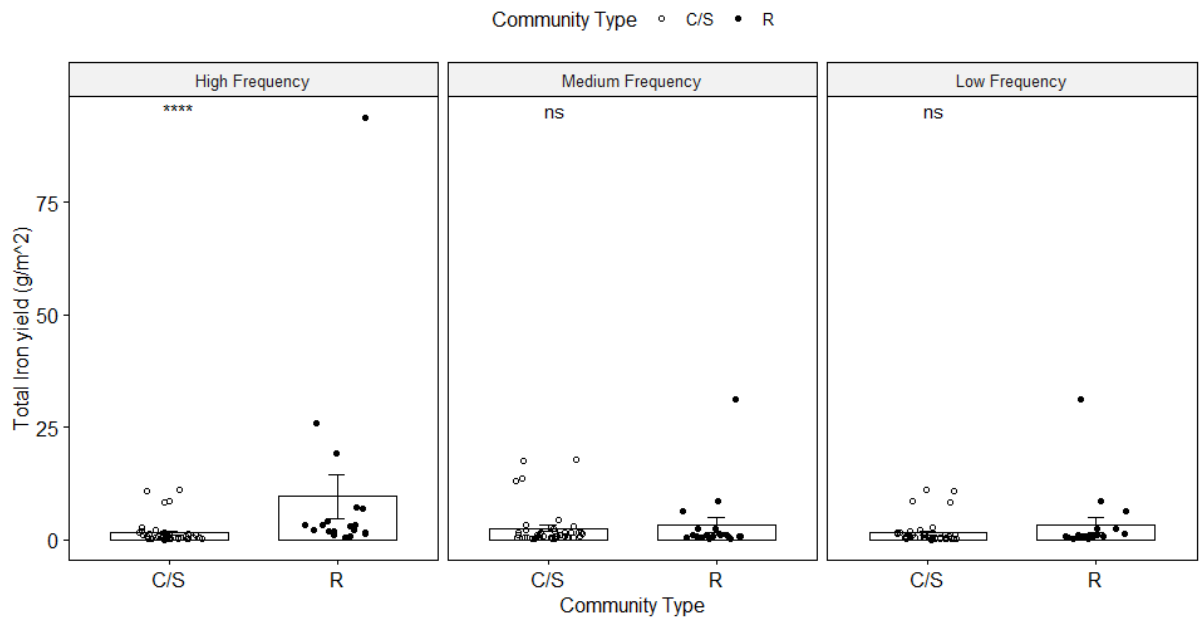 Community Type C/S R
High Frequency Medium Frequency Low Frequency
**** ns ns
75
50
25
0
Total Iron yield (g/m^2)
C/S R C/S R C/S R
Community Type